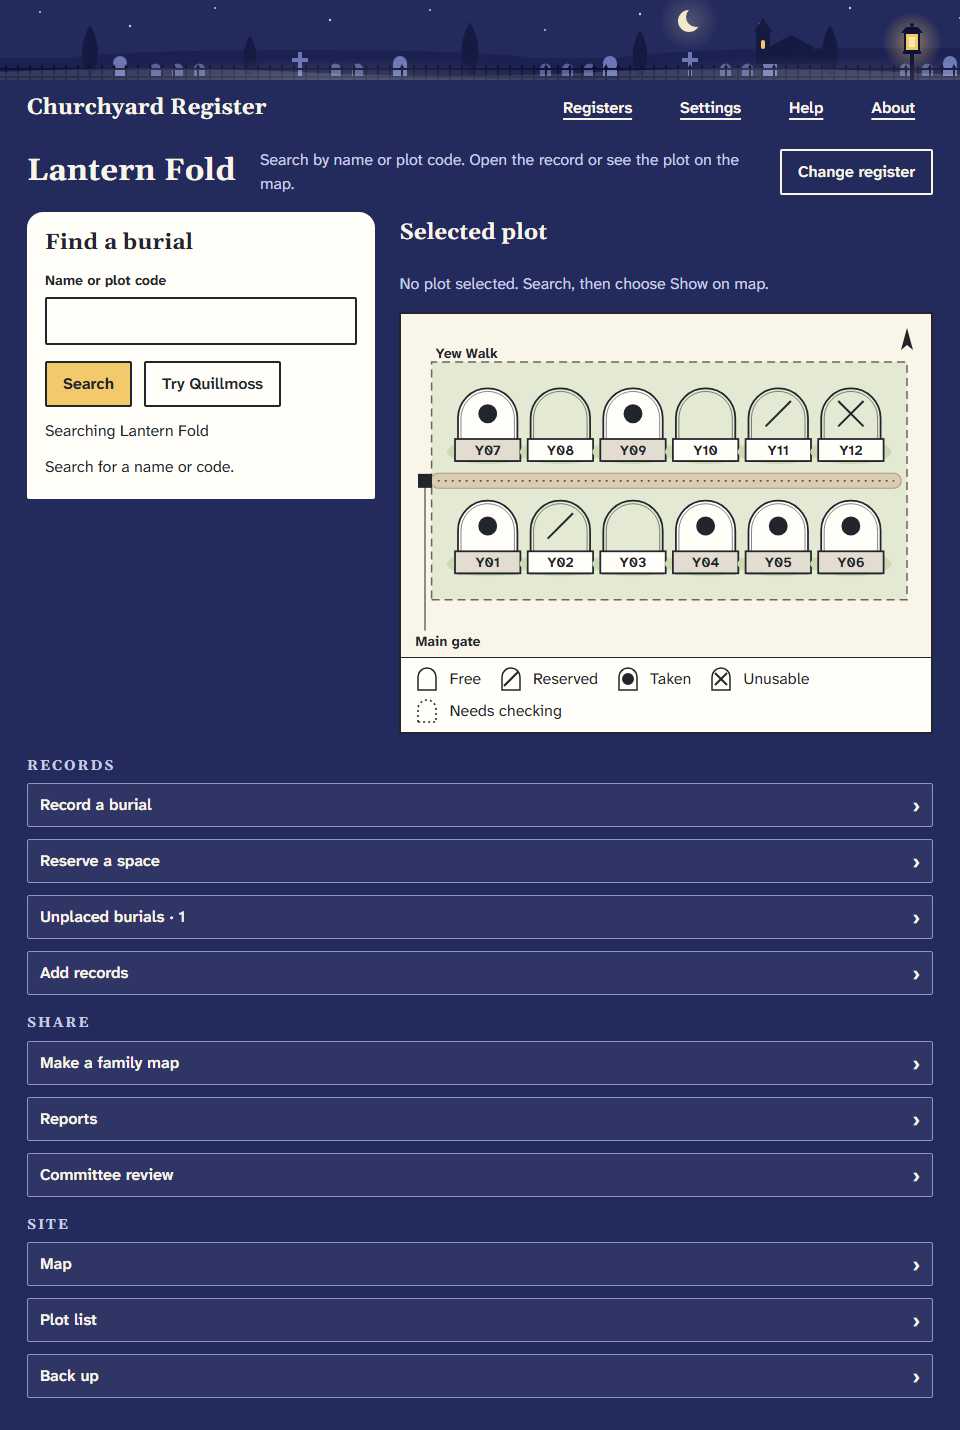 Churchyard Register
Registers
Settings
Help
About
Lantern Fold
Search by name or plot code. Open the record or see the plot on the
map.
Change register
Find a burial
Name or plot code
Search
Try Quillmoss
Searching Lantern Fold
Search for a name or code.
Selected plot
No plot selected. Search, then choose Show on map.
Yew Walk
Y07
Y08
Y09
Y10
Y11
Y12
Y01
Y02
Y03
Y04
Y05
Y06
Main gate
Free
Reserved
Taken
Unusable
Needs checking
RECORDS
Record a burial
Reserve a space
Unplaced burials · 1
Add records
SHARE
Make a family map
Reports
Committee review
SITE
Map
Plot list
Back up